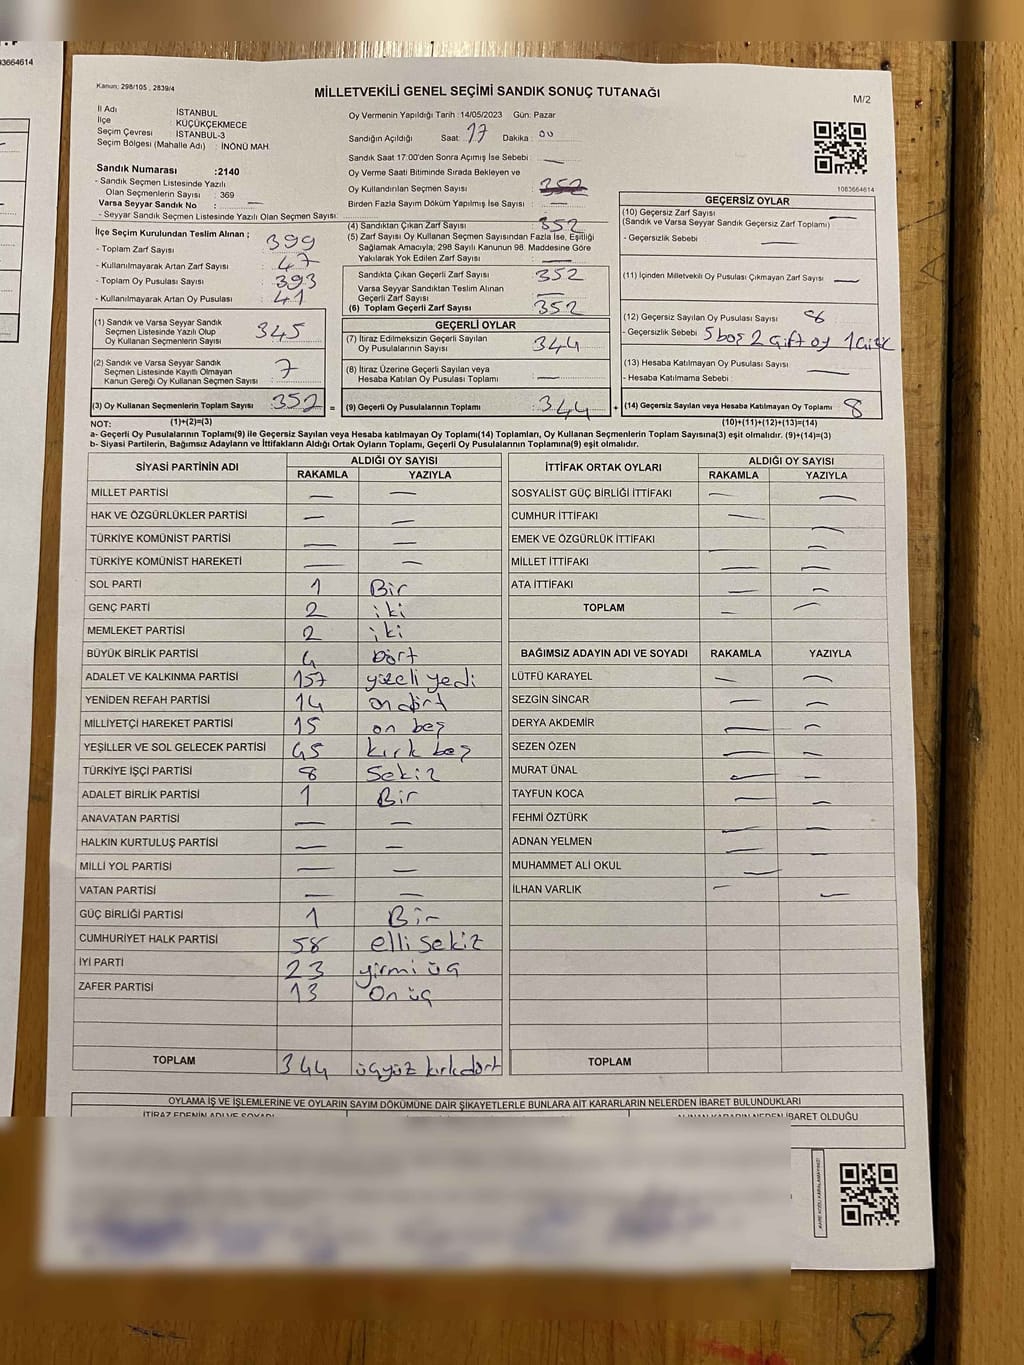 93664614
Kanun: 298/105 , 2839/4
MİLLETVEKİLİ GENEL SEÇİMİ SANDIK SONUÇ TUTANAĞI
M/2
İl Adı : İSTANBUL
İlçe : KÜÇÜKÇEKMECE
Seçim Çevresi : İSTANBUL-3
Seçim Bölgesi (Mahalle Adı) : İNÖNÜ MAH.
Sandık Numarası :2140
- Sandık Seçmen Listesinde Yazılı
Olan Seçmenlerin Sayısı : 369
Varsa Seyyar Sandık No : —
- Seyyar Sandık Seçmen Listesinde Yazılı Olan Seçmen Sayısı:
Oy Vermenin Yapıldığı Tarih :14/05/2023 Gün: Pazar
Sandığın Açıldığı Saat: 17 Dakika : 00
Sandık Saat 17:00'den Sonra Açımış İse Sebebi : —
Oy Verme Saati Bitiminde Sırada Bekleyen ve
Oy Kullandırılan Seçmen Sayısı : 352
Birden Fazla Sayım Döküm Yapılmış İse Sayısı : —
1083664614
İlçe Seçim Kurulundan Teslim Alınan ;
- Toplam Zarf Sayısı : 399
- Kullanılmayarak Artan Zarf Sayısı : 47
- Toplam Oy Pusulası Sayısı : 393
- Kullanılmayarak Artan Oy Pusulası : 41
(1) Sandık ve Varsa Seyyar Sandık
Seçmen Listesinde Yazılı Olup
Oy Kullanan Seçmenlerin Sayısı : 345
(2) Sandık ve Varsa Seyyar Sandık
Seçmen Listesinde Kayıtlı Olmayan
Kanun Gereği Oy Kullanan Seçmen Sayısı : 7
(3) Oy Kullanan Seçmenlerin Toplam Sayısı : 352 =
(1)+(2)=(3)
(4) Sandıktan Çıkan Zarf Sayısı : 352
(5) Zarf Sayısı Oy Kullanan Seçmen Sayısından Fazla İse, Eşitliği
Sağlamak Amacıyla, 298 Sayılı Kanunun 98. Maddesine Göre
Yakılarak Yok Edilen Zarf Sayısı : —
Sandıkta Çıkan Geçerli Zarf Sayısı : 352
Varsa Seyyar Sandıktan Teslim Alınan
Geçerli Zarf Sayısı : —
(6) Toplam Geçerli Zarf Sayısı : 352
GEÇERLİ OYLAR
(7) İtiraz Edilmeksizin Geçerli Sayılan
Oy Pusulalarının Sayısı : 344
(8) İtiraz Üzerine Geçerli Sayılan veya
Hesaba Katılan Oy Pusulası Toplamı : —
(9) Geçerli Oy Pusulalarının Toplamı : 344 +
GEÇERSİZ OYLAR
(10) Geçersiz Zarf Sayısı : —
(Sandık ve Varsa Seyyar Sandık Geçersiz Zarf Toplamı)
- Geçersizlik Sebebi : —
(11) İçinden Milletvekili Oy Pusulası Çıkmayan Zarf Sayısı : —
(12) Geçersiz Sayılan Oy Pusulası Sayısı : 8
- Geçersizlik Sebebi : 5 boş 2 çift oy 1
(13) Hesaba Katılmayan Oy Pusulası Sayısı : —
- Hesaba Katılmama Sebebi :
(14) Geçersiz Sayılan veya Hesaba Katılmayan Oy Toplamı : 8
(10)+(11)+(12)+(13)=(14)
NOT:
a- Geçerli Oy Pusulalarının Toplamı(9) ile Geçersiz Sayılan veya Hesaba katılmayan Oy Toplamı(14) Toplamları, Oy Kullanan Seçmenlerin Toplam Sayısına(3) eşit olmalıdır. (9)+(14)=(3)
b- Siyasi Partilerin, Bağımsız Adayların ve İttifakların Aldığı Ortak Oyların Toplamı, Geçerli Oy Pusulalarının Toplamına(9) eşit olmalıdır.
SİYASİ PARTİNİN ADI ALDIĞI OY SAYISI
RAKAMLA YAZIYLA
MİLLET PARTİSİ — —
HAK VE ÖZGÜRLÜKLER PARTİSİ — —
TÜRKİYE KOMÜNİST PARTİSİ — —
TÜRKİYE KOMÜNİST HAREKETİ — —
SOL PARTİ 1 Bir
GENÇ PARTİ 2 iki
MEMLEKET PARTİSİ 2 iki
BÜYÜK BİRLİK PARTİSİ 4 dört
ADALET VE KALKINMA PARTİSİ 157 yüzelli yedi
YENİDEN REFAH PARTİSİ 14 on dört
MİLLİYETÇİ HAREKET PARTİSİ 15 on beş
YEŞİLLER VE SOL GELECEK PARTİSİ 45 kırk beş
TÜRKİYE İŞÇİ PARTİSİ 8 Sekiz
ADALET BİRLİK PARTİSİ 1 Bir
ANAVATAN PARTİSİ — —
HALKIN KURTULUŞ PARTİSİ — —
MİLLİ YOL PARTİSİ — —
VATAN PARTİSİ — —
GÜÇ BİRLİĞİ PARTİSİ 1 Bir
CUMHURİYET HALK PARTİSİ 58 elli sekiz
İYİ PARTİ 23 yirmi üç
ZAFER PARTİSİ 13 On üç
TOPLAM 344 üçyüz kırkdört
İTTİFAK ORTAK OYLARI ALDIĞI OY SAYISI
RAKAMLA YAZIYLA
SOSYALİST GÜÇ BİRLİĞİ İTTİFAKI — —
CUMHUR İTTİFAKI — —
EMEK VE ÖZGÜRLÜK İTTİFAKI — —
MİLLET İTTİFAKI — —
ATA İTTİFAKI — —
TOPLAM — —
BAĞIMSIZ ADAYIN ADI VE SOYADI RAKAMLA YAZIYLA
LÜTFÜ KARAYEL — —
SEZGİN SİNCAR — —
DERYA AKDEMİR — —
SEZEN ÖZEN — —
MURAT ÜNAL — —
TAYFUN KOCA — —
FEHMİ ÖZTÜRK — —
ADNAN YELMEN —
MUHAMMET ALİ OKUL —
İLHAN VARLIK — —
TOPLAM
OYLAMA İŞ VE İŞLEMLERİNE VE OYLARIN SAYIM DÖKÜMÜNE DAİR ŞİKAYETLERLE BUNLARA AİT KARARLARIN NELERDEN İBARET BULUNDUKLARI
İTİRAZ EDENİN ADI VE SOYADI ALINAN KARARIN NEDEN İBARET OLDUĞU